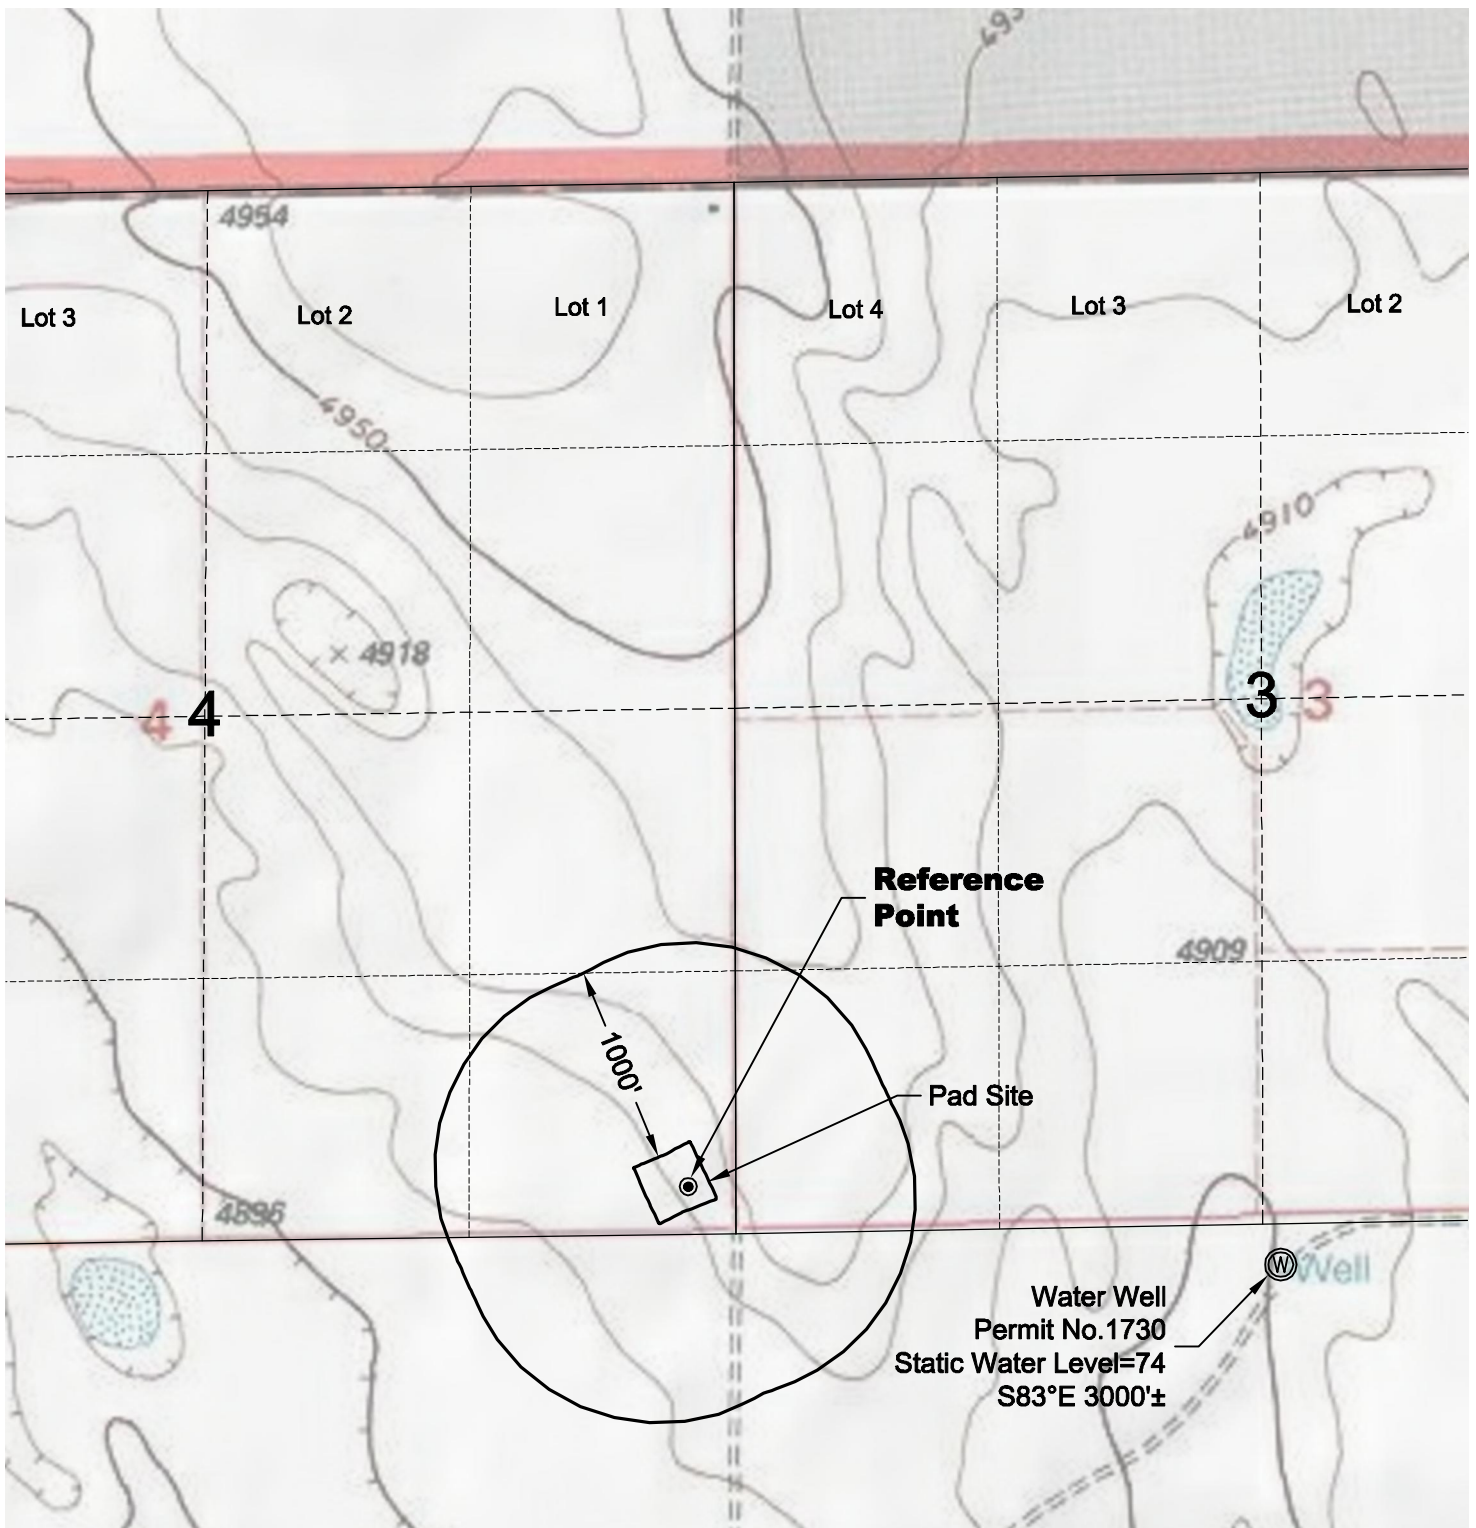 4954
Lot 3
Lot 2
Lot 1
Lot 4
Lot 3
Lot 2
4950
4910
4918
4
4
3
3
Reference
Point
4909
1000'
Pad Site
4896
W
Well
Water Well
Permit No.1730
Static Water Level=74
S83°E 3000'±